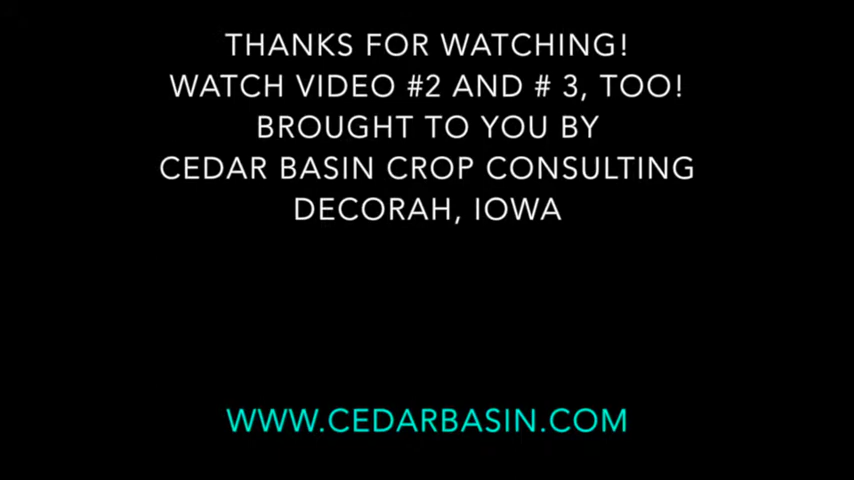 THANKS FOR WATCHING!
WATCH VIDEO #2 AND # 3, TOO!
BROUGHT TO YOU BY
CEDAR BASIN CROP CONSULTING
DECORAH, IOWA
WWW.CEDARBASIN.COM